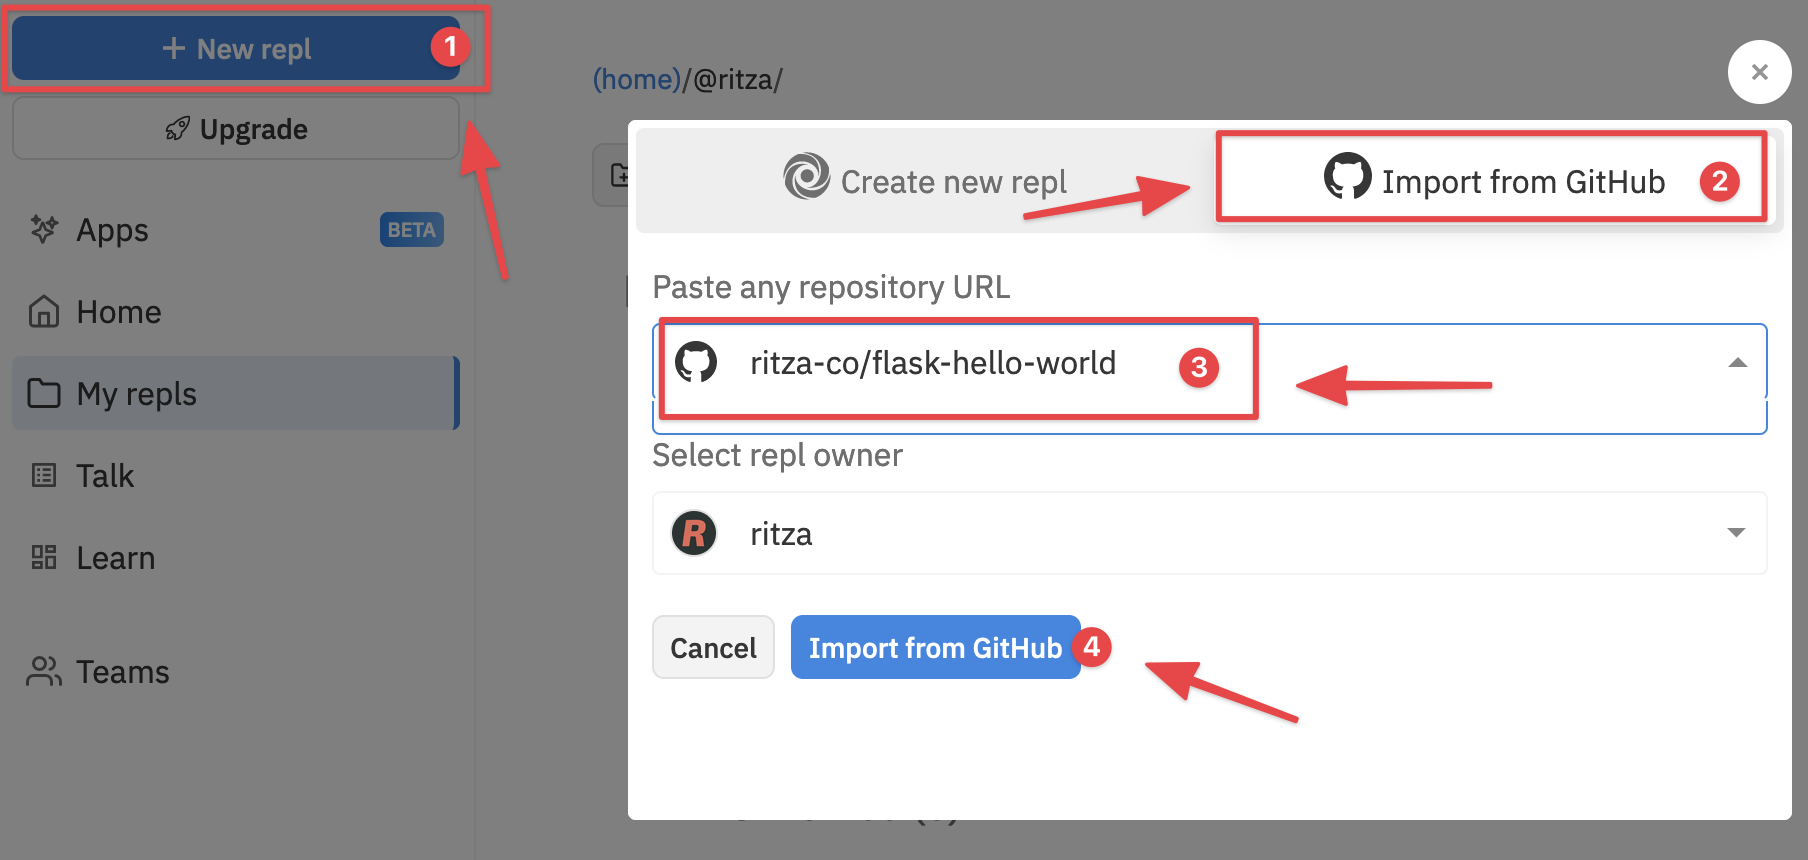 + New repl 1
Upgrade
Apps BETA
Home
My repls
Talk
Learn
Teams
(home)/@ritza/
Create new repl
Import from GitHub 2
Paste any repository URL
ritza-co/flask-hello-world 3
Select repl owner
R ritza
Cancel
Import from GitHub 4